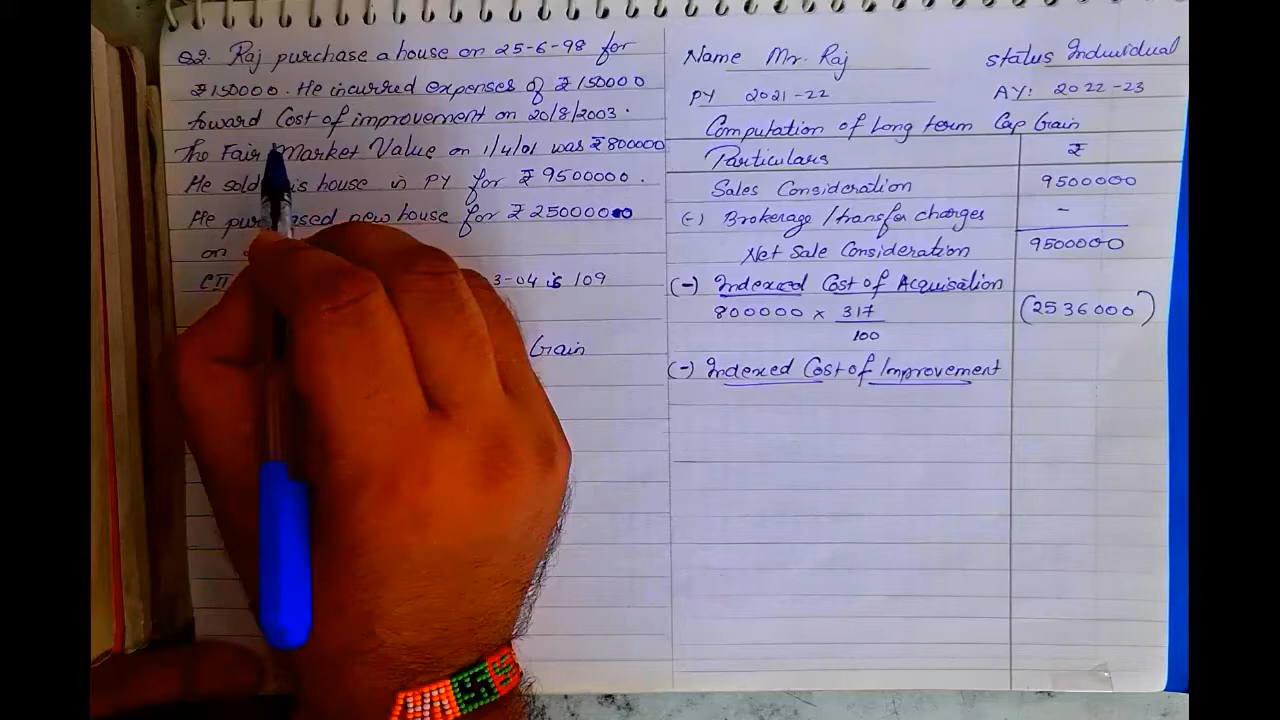 Q2. Raj purchase a house on 25-6-98 for
₹150000. He incurred expenses of ₹150000
toward Cost of improvement on 20/8/2003.
The Fair Market Value on 1/4/01 was ₹800000
He sold house in PY for ₹ 9500000.
He new house for ₹ 2500000
on
CII 3-04 is 109
Gain
Name Mr. Raj status Individual
PY 2021-22 AY: 2022-23
Computation of Long term Cap Gain
Particulars ₹
Sales Consideration 9500000
(-) Brokerage/transfer charges -
Net Sale Consideration 9500000
(-) Indexed Cost of Acquisation
800000 × 317 (2536000)
100
(-) Indexed Cost of Improvement